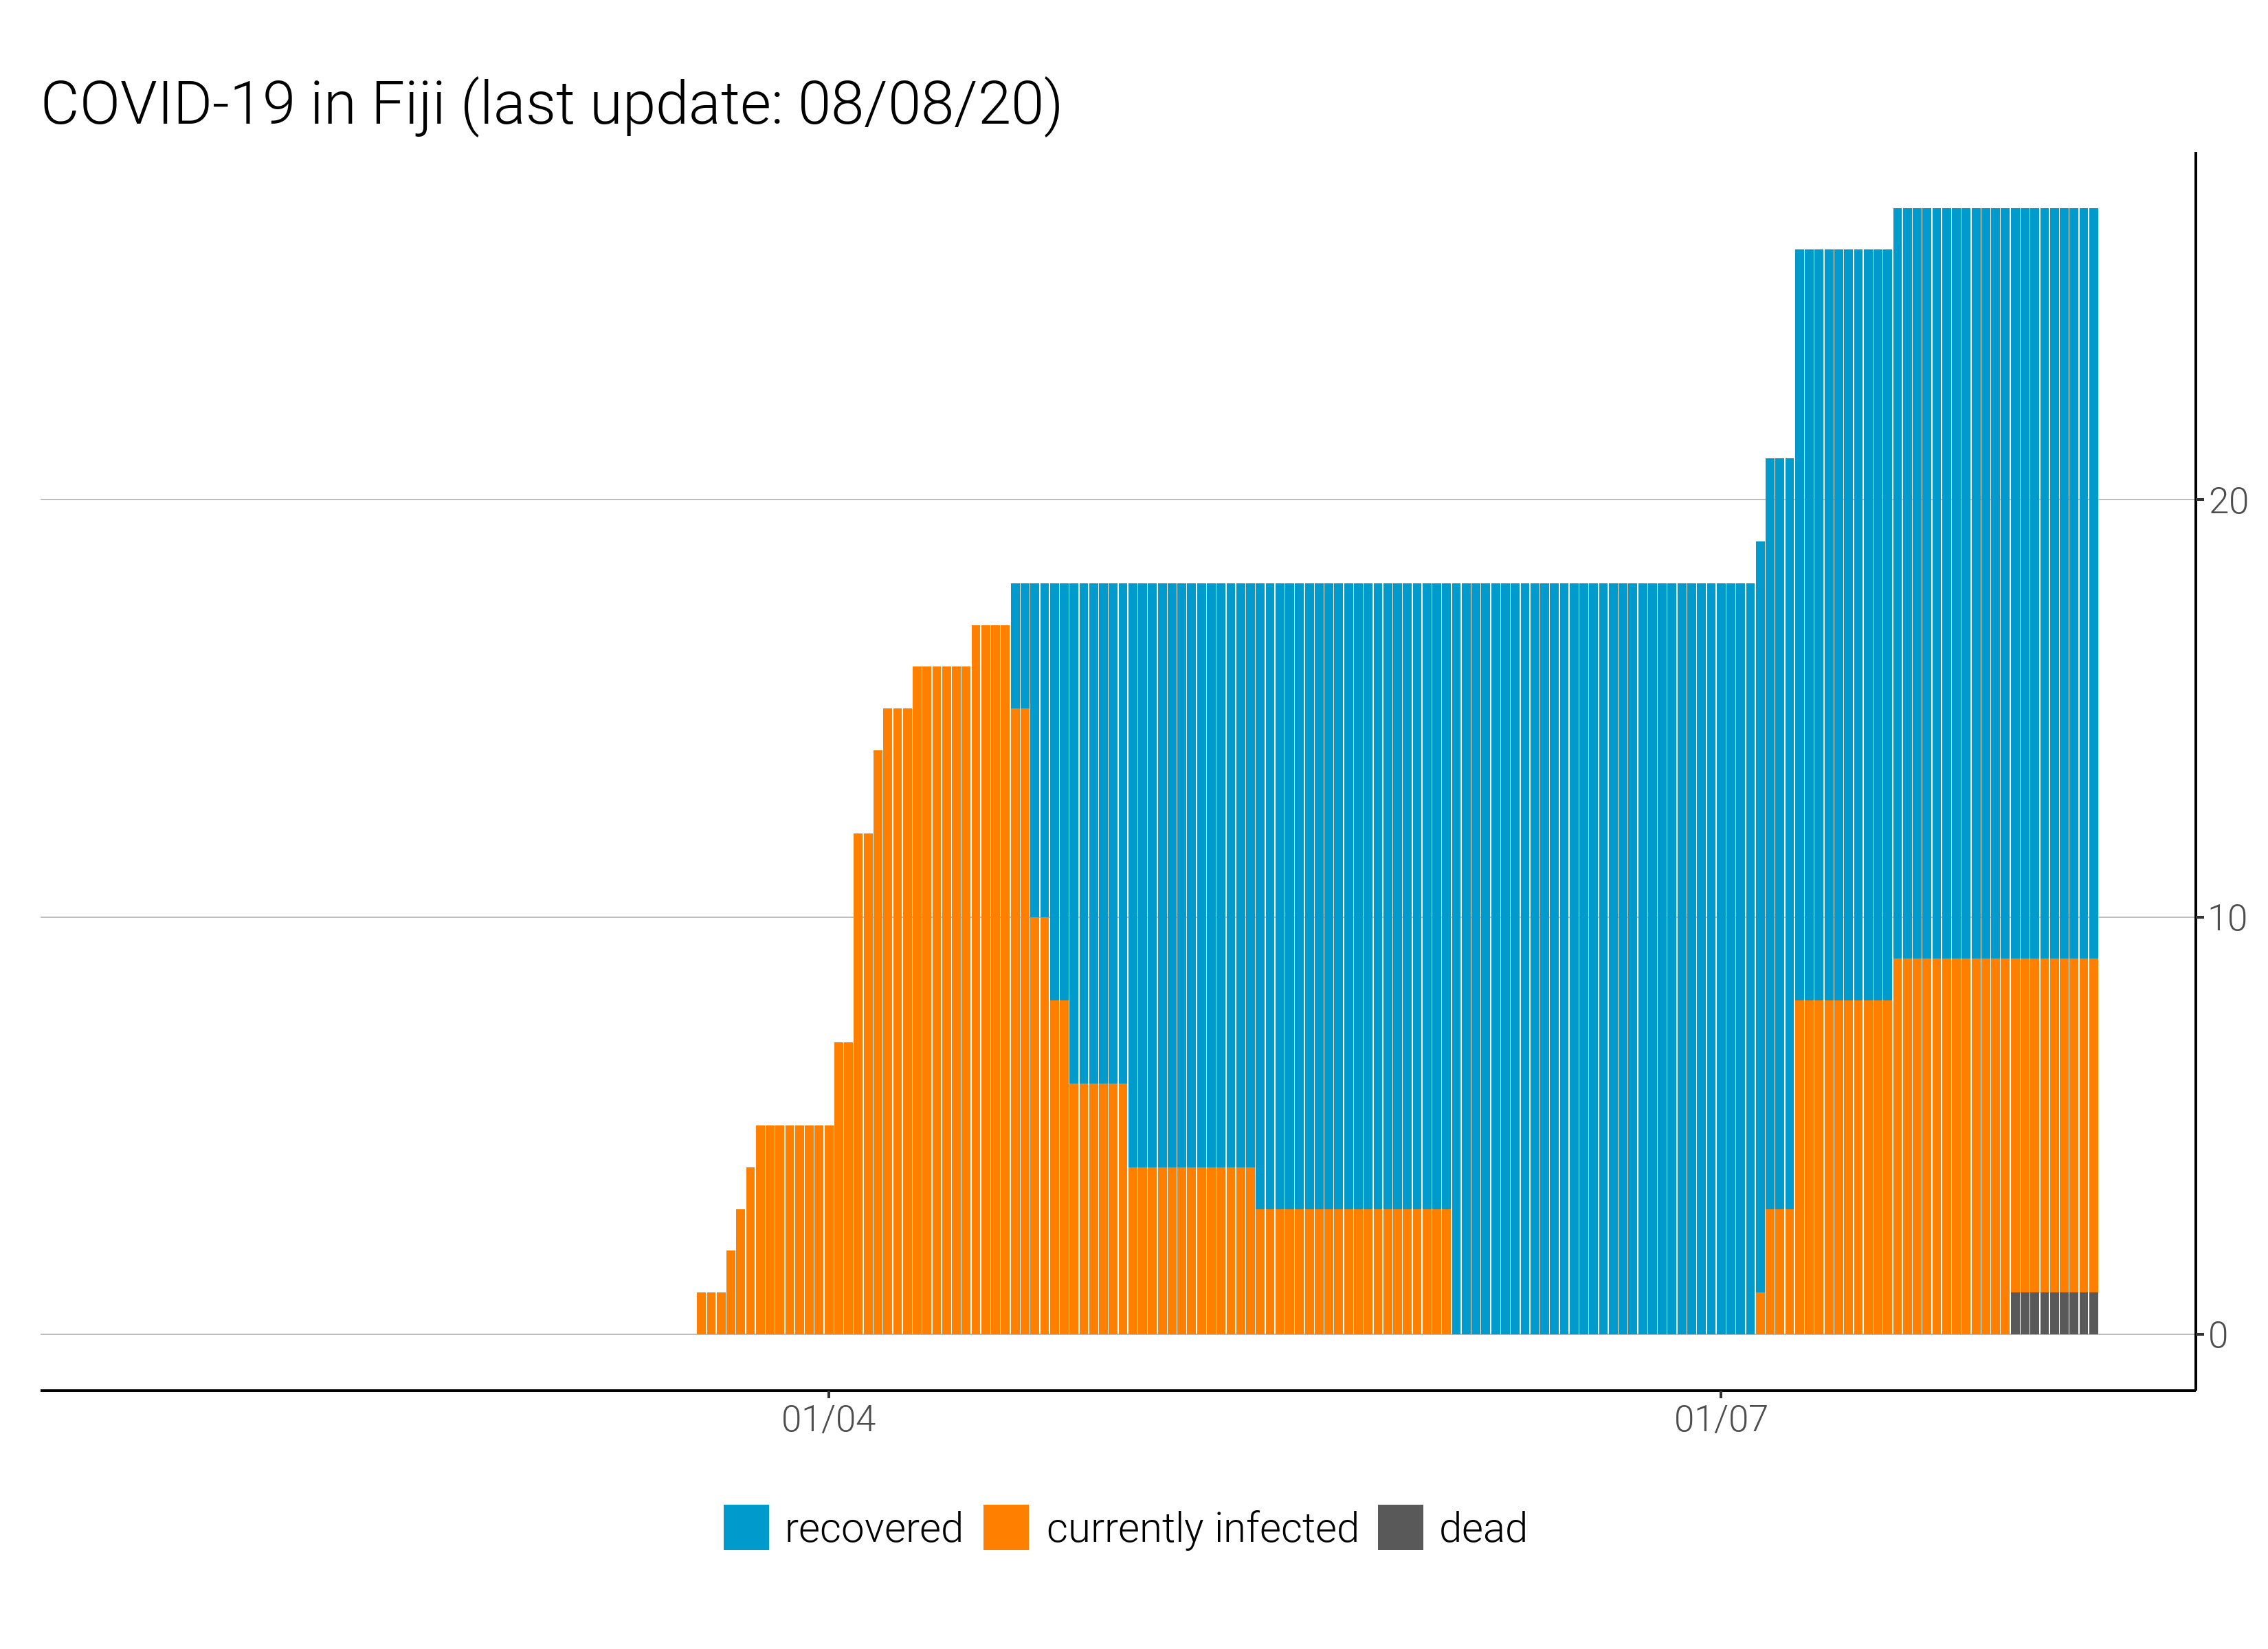 COVID-19 in Fiji (last update: 08/08/20)
20
10
0
01/04 01/07
recovered currently infected dead